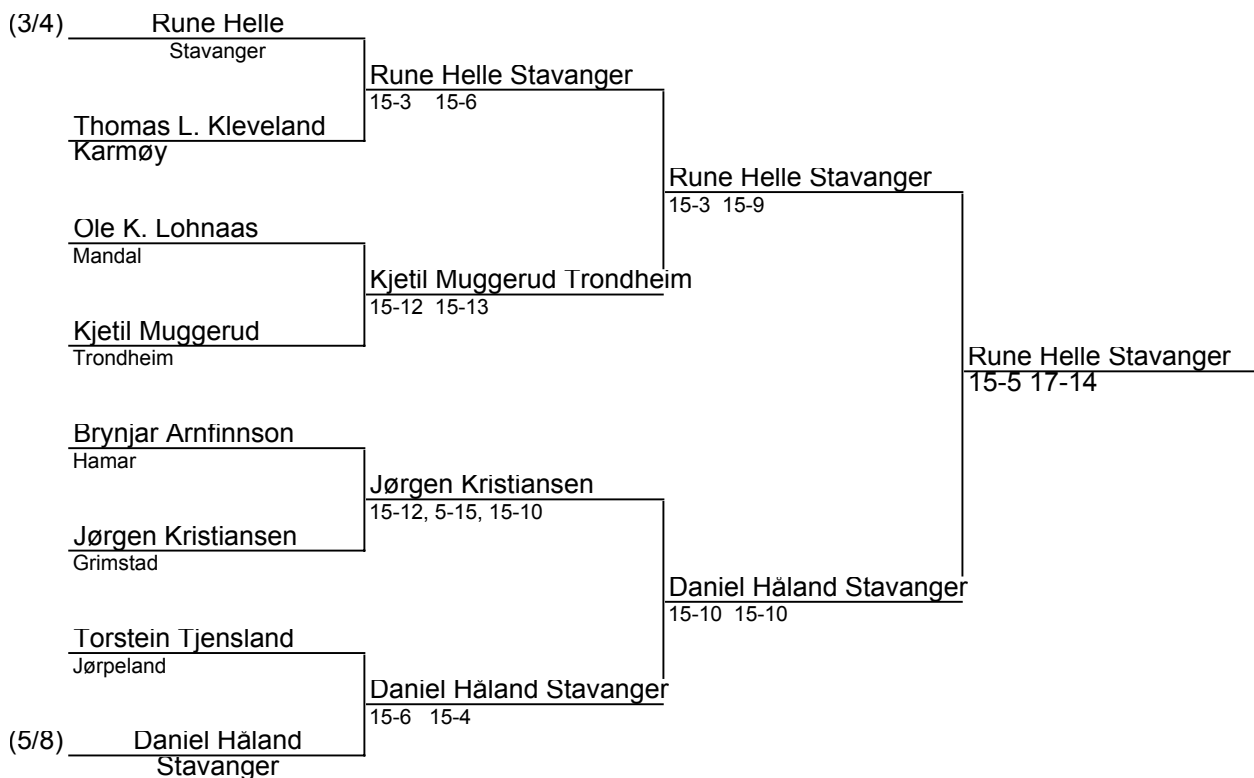 (3/4) Rune Helle
Stavanger
Rune Helle Stavanger
15-3 15-6
Thomas L. Kleveland
Karmøy
Rune Helle Stavanger
15-3 15-9
Ole K. Lohnaas
Mandal
Kjetil Muggerud Trondheim
15-12 15-13
Kjetil Muggerud
Trondheim
Rune Helle Stavanger
15-5 17-14
Brynjar Arnfinnson
Hamar
Jørgen Kristiansen
15-12, 5-15, 15-10
Jørgen Kristiansen
Grimstad
Daniel Håland Stavanger
15-10 15-10
Torstein Tjensland
Jørpeland
Daniel Håland Stavanger
15-6 15-4
(5/8) Daniel Håland
Stavanger